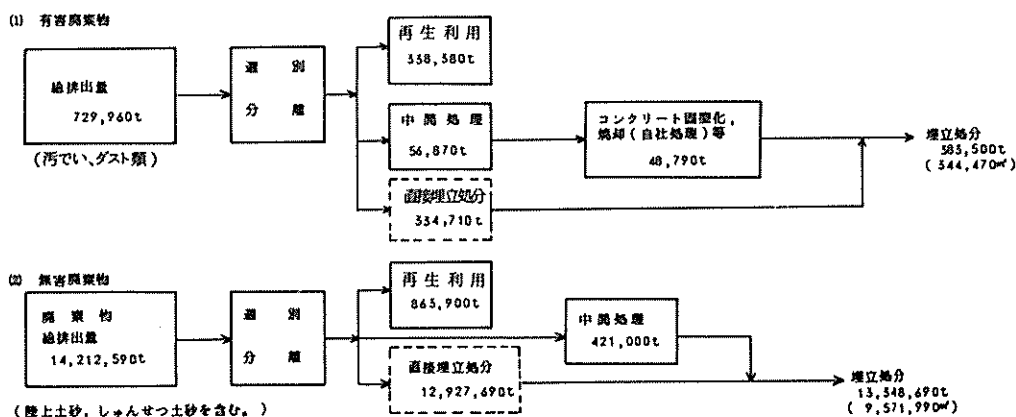 (1) 有害廃棄物
総排出量
729,960t
(汚でい、ダスト類)
選別
分離
再生利用
338,380t
中間処理
56,870t
直接埋立処分
334,710t
コンクリート固型化,
焼却(自社処理)等
48,790t
埋立処分
383,500t
(344,470㎥)
(2) 無害廃棄物
廃棄物
総排出量
14,212,590t
(陸上土砂,しゅんせつ土砂を含む。)
選別
分離
再生利用
863,900t
直接埋立処分
12,927,690t
中間処理
421,000t
埋立処分
13,348,690t
(9,571,990㎥)